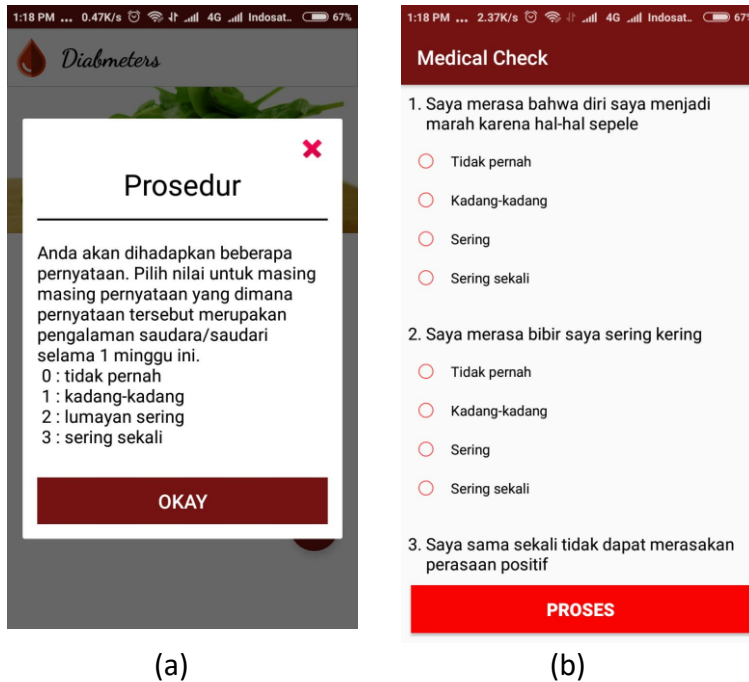 1:18 PM ... 0.47K/s 4G Indosat.. 67%
Diabmeters
Prosedur
Anda akan dihadapkan beberapa
pernyataan. Pilih nilai untuk masing
masing pernyataan yang dimana
pernyataan tersebut merupakan
pengalaman saudara/saudari
selama 1 minggu ini.
0 : tidak pernah
1 : kadang-kadang
2 : lumayan sering
3 : sering sekali
OKAY
(a)
1:18 PM ... 2.37K/s 4G Indosat.. 67%
Medical Check
1. Saya merasa bahwa diri saya menjadi
marah karena hal-hal sepele
Tidak pernah
Kadang-kadang
Sering
Sering sekali
2. Saya merasa bibir saya sering kering
Tidak pernah
Kadang-kadang
Sering
Sering sekali
3. Saya sama sekali tidak dapat merasakan
perasaan positif
PROSES
(b)